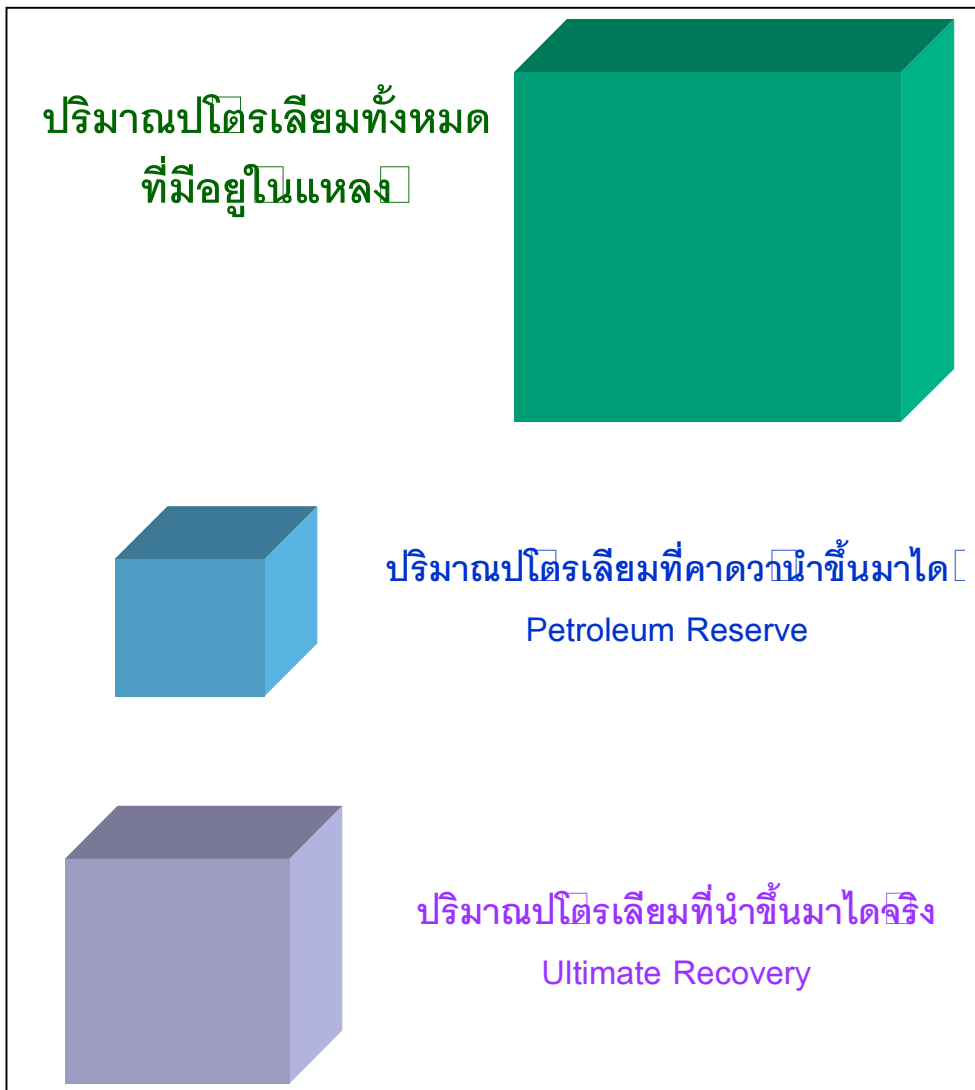 ปริมาณปโตรเลียมทั้งหมด
ที่มีอยูในแหลง
ปริมาณปโตรเลียมที่คาดวานำขึ้นมาได
Petroleum Reserve
ปริมาณปโตรเลียมที่นำขึ้นมาไดจริง
Ultimate Recovery